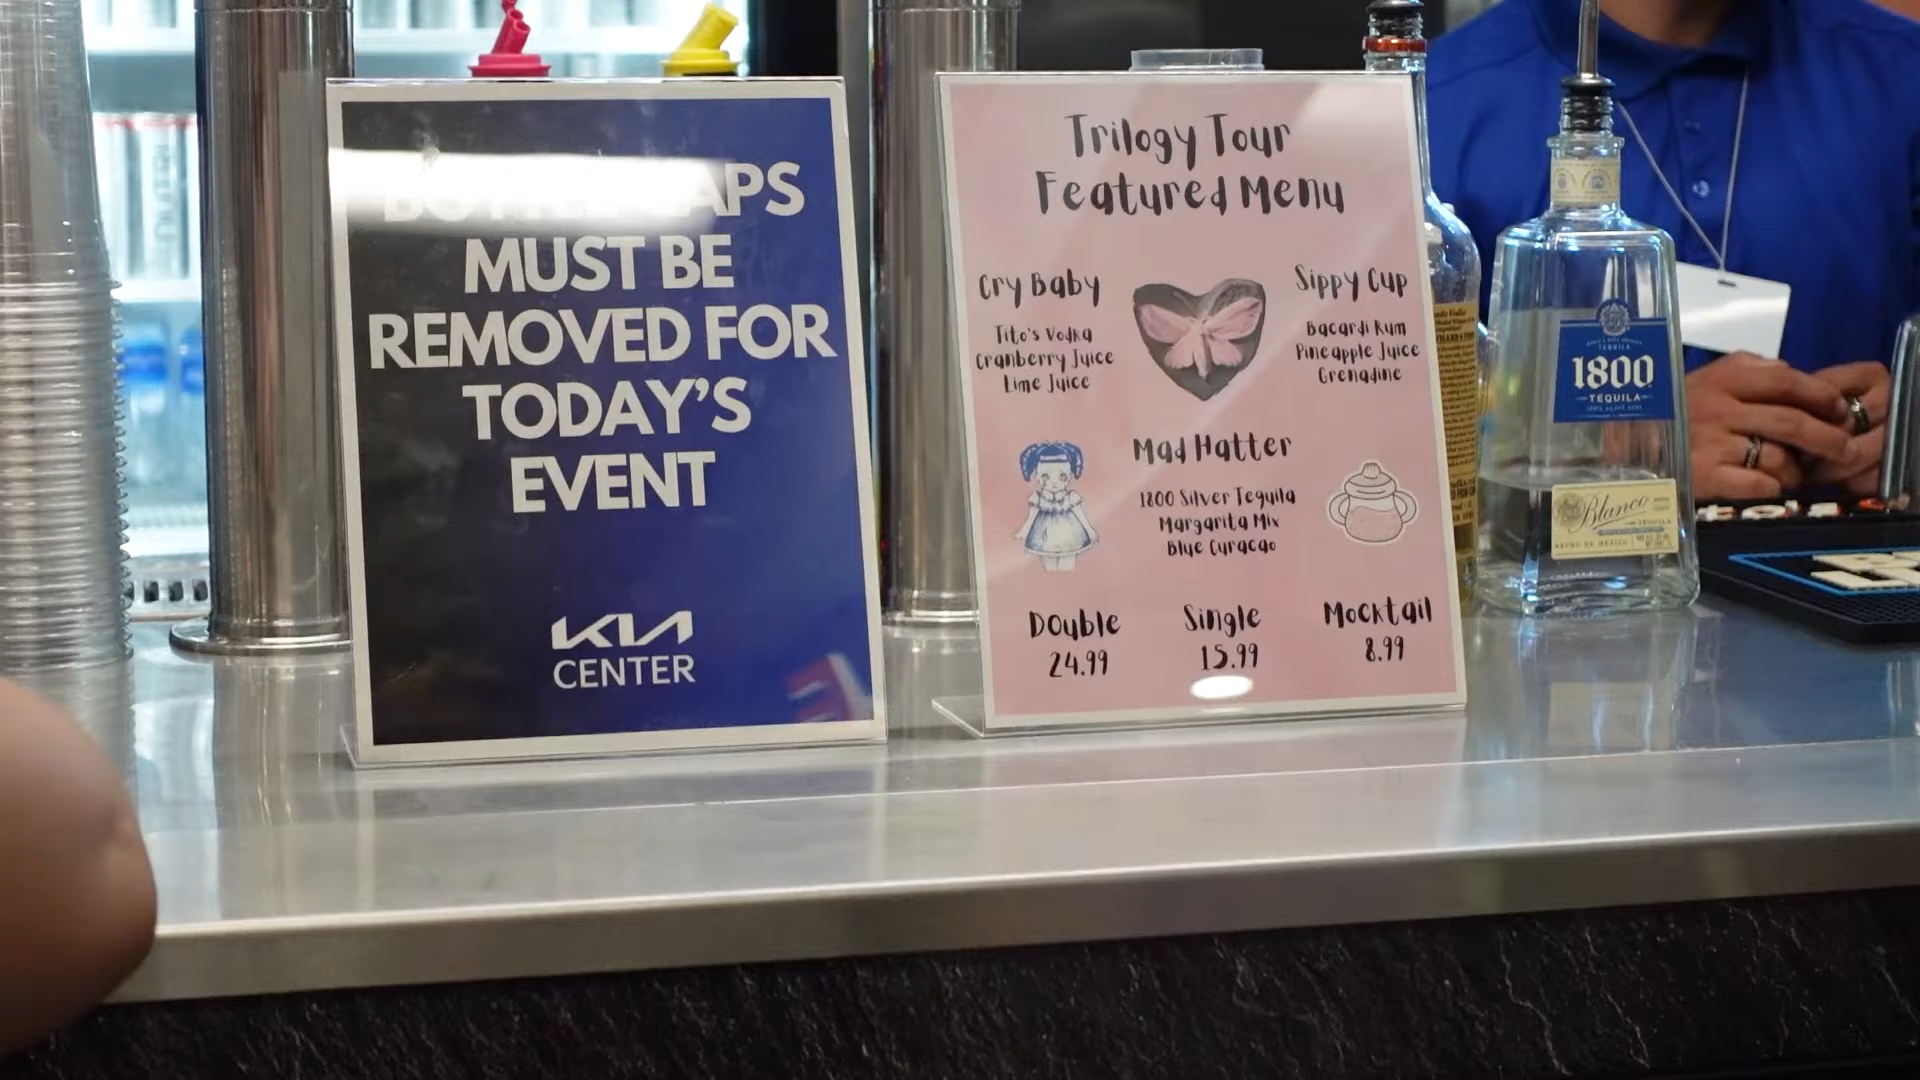 APS
MUST BE
REMOVED FOR
TODAY'S
EVENT
KIA
CENTER
Trilogy Tour
Featured Menu
Cry Baby
Tito's Vodka
Cranberry Juice
Lime Juice
Sippy Cup
Bacardi Rum
Pineapple Juice
Grenadine
Mad Hatter
1800 Silver Tequila
Margarita Mix
Blue Curacao
Double
24.99
Single
15.99
Mocktail
8.99
TEQUILA
1800
TEQUILA
Blanco
TEQUILA